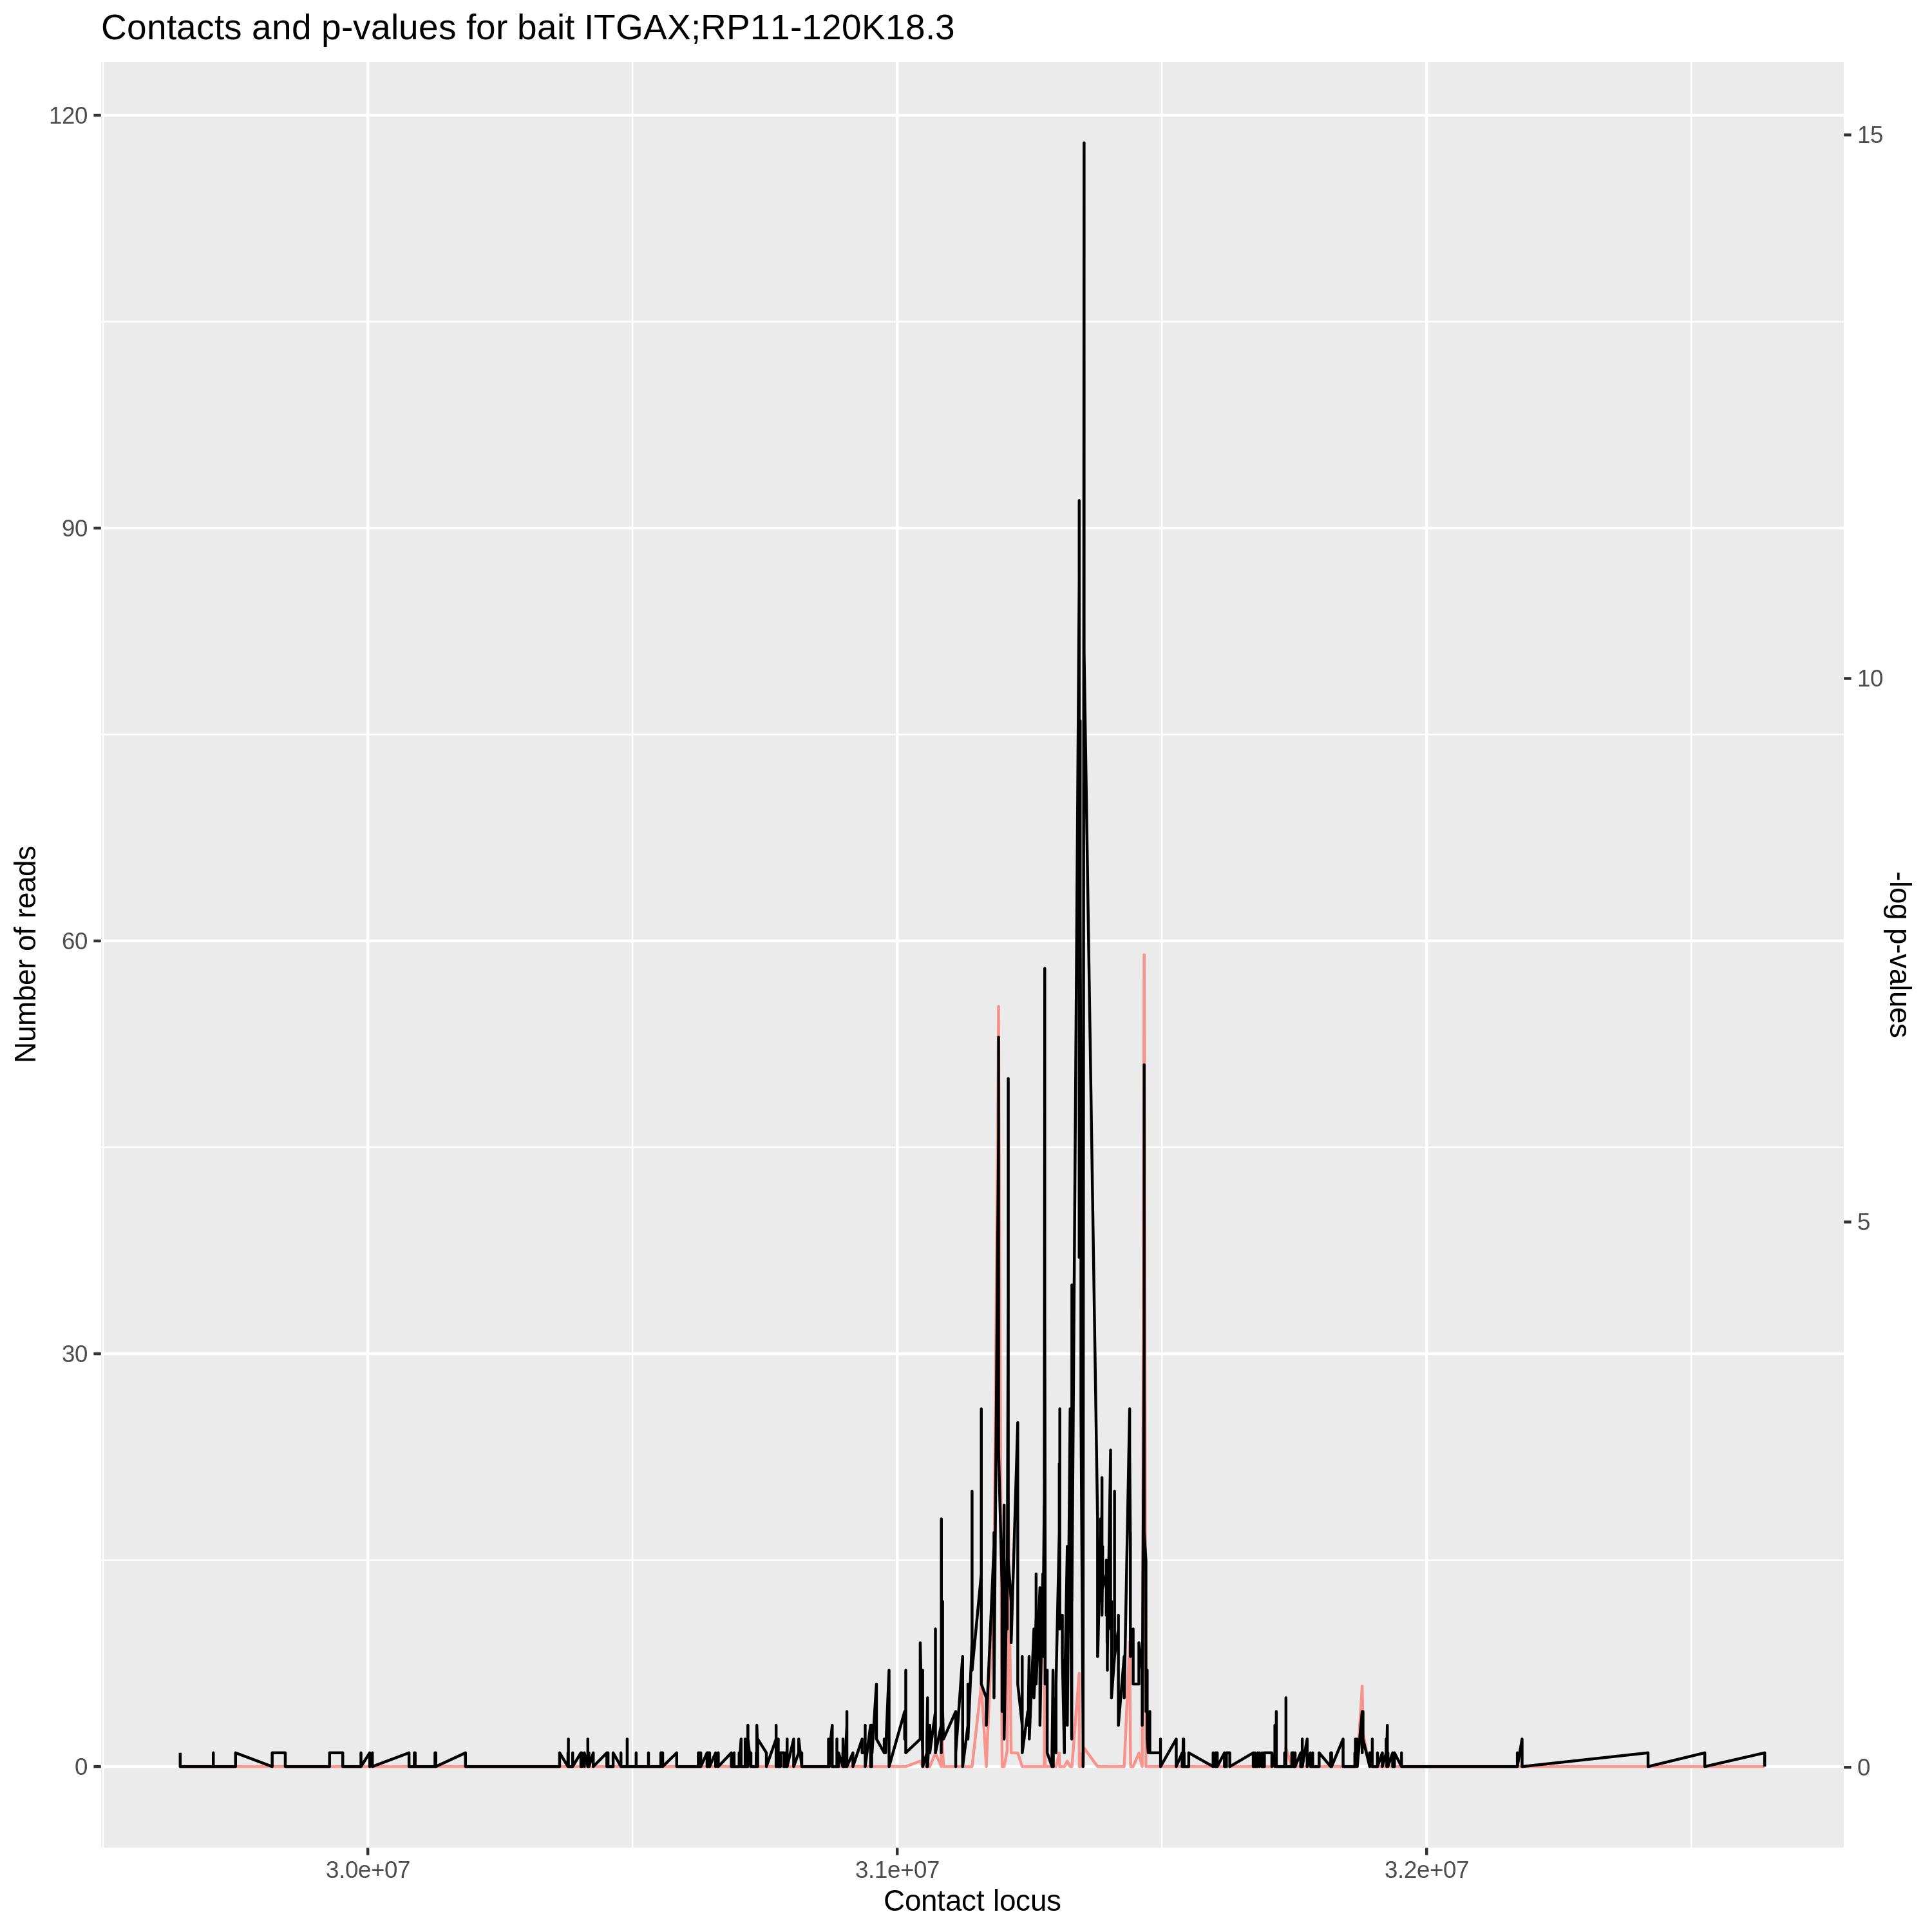 Contacts and p-values for bait ITGAX;RP11-120K18.3
120
90
60
30
0
15
10
5
0
Number of reads
-log p-values
3.0e+07
3.1e+07
3.2e+07
Contact locus